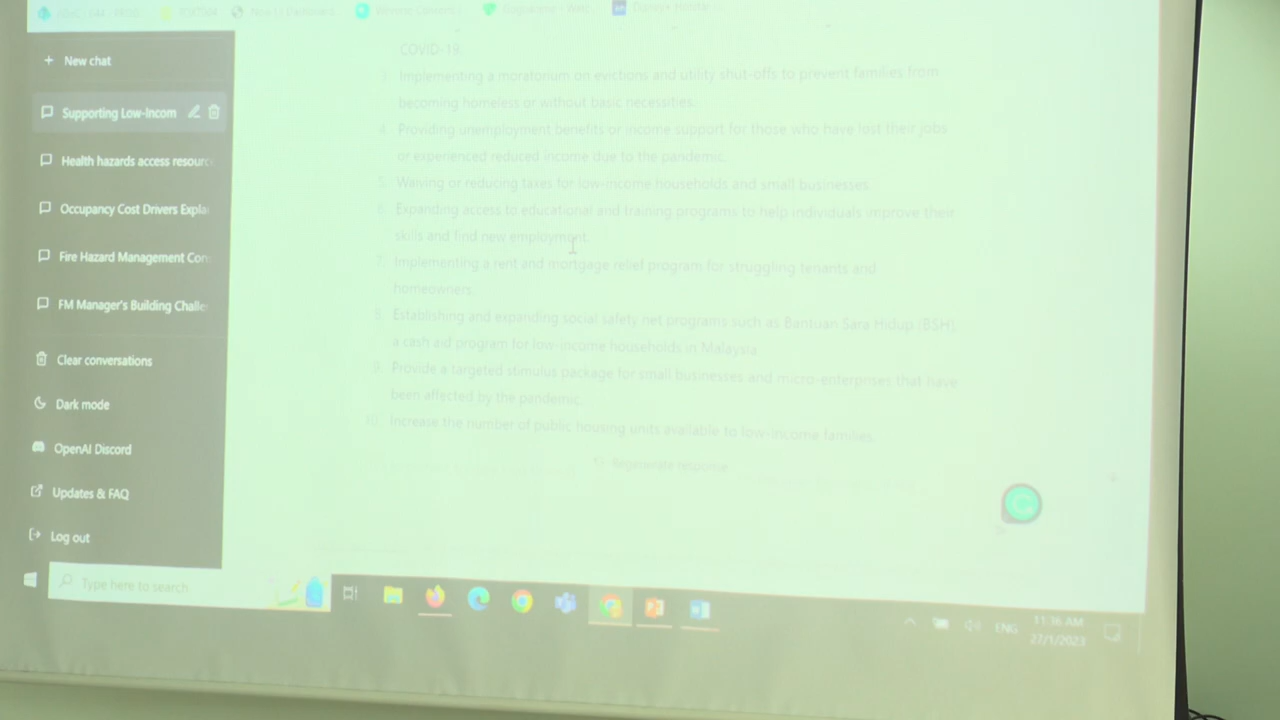 New 13 Dashboard
COVID-19.
+ New chat
3. Implementing a moratorium on evictions and utility shut-offs to prevent families from
becoming homeless or without basic necessities.
Supporting Low-Incom
4. Providing unemployment benefits or income support for those who have lost their jobs
or experienced reduced income due to the pandemic.
Health hazards access resourc
5. Waiving or reducing taxes for low-income households and small businesses.
Occupancy Cost Drivers Expla
6. Expanding access to educational and training programs to help individuals improve their
skills and find new employment.
Fire Hazard Management Con
7. Implementing a rent and mortgage relief program for struggling tenants and
homeowners.
FM Manager's Building Challe
8. Establishing and expanding social safety net programs such as Bantuan Sara Hidup (BSH),
a cash aid program for low-income households in Malaysia
Clear conversations
9. Provide a targeted stimulus package for small businesses and micro-enterprises that have
been affected by the pandemic.
Dark mode
10. Increase the number of public housing units available to low-income families.
OpenAI Discord
Regenerate response
Updates & FAQ
Log out
Type here to search
ENG
11:36 AM
27/1/2023